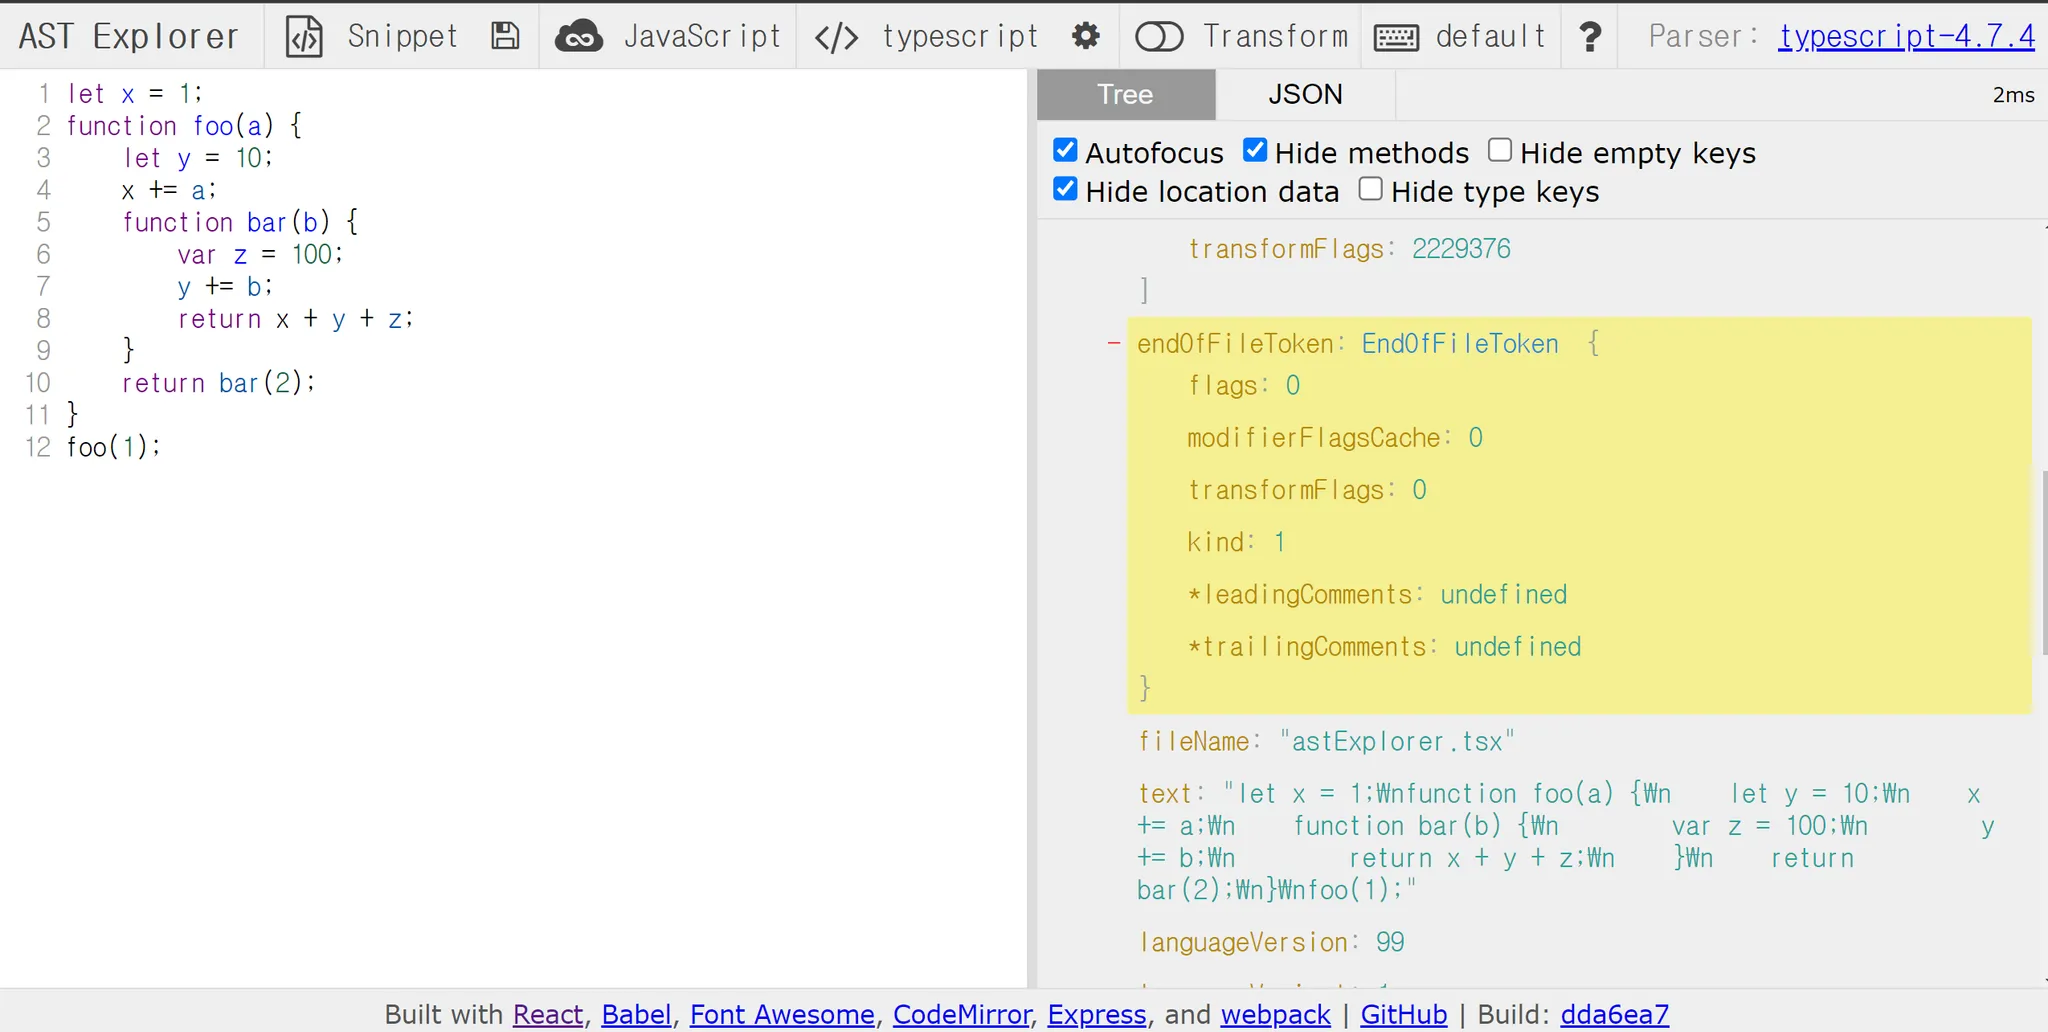 AST Explorer Snippet JavaScript </> typescript Transform default ? Parser: typescript-4.7.4
1 let x = 1;
2 function foo(a) {
3     let y = 10;
4     x += a;
5     function bar(b) {
6         var z = 100;
7         y += b;
8         return x + y + z;
9     }
10     return bar(2);
11 }
12 foo(1);
Tree JSON 2ms
Autofocus Hide methods Hide empty keys
Hide location data Hide type keys
transformFlags: 2229376
]
- endOfFileToken: EndOfFileToken {
flags: 0
modifierFlagsCache: 0
transformFlags: 0
kind: 1
*leadingComments: undefined
*trailingComments: undefined
}
fileName: "astExplorer.tsx"
text: "let x = 1;₩nfunction foo(a) {₩n    let y = 10;₩n    x
+= a;₩n    function bar(b) {₩n        var z = 100;₩n        y
+= b;₩n        return x + y + z;₩n    }₩n    return
bar(2);₩n}₩nfoo(1);"
languageVersion: 99
Built with React, Babel, Font Awesome, CodeMirror, Express, and webpack | GitHub | Build: dda6ea7